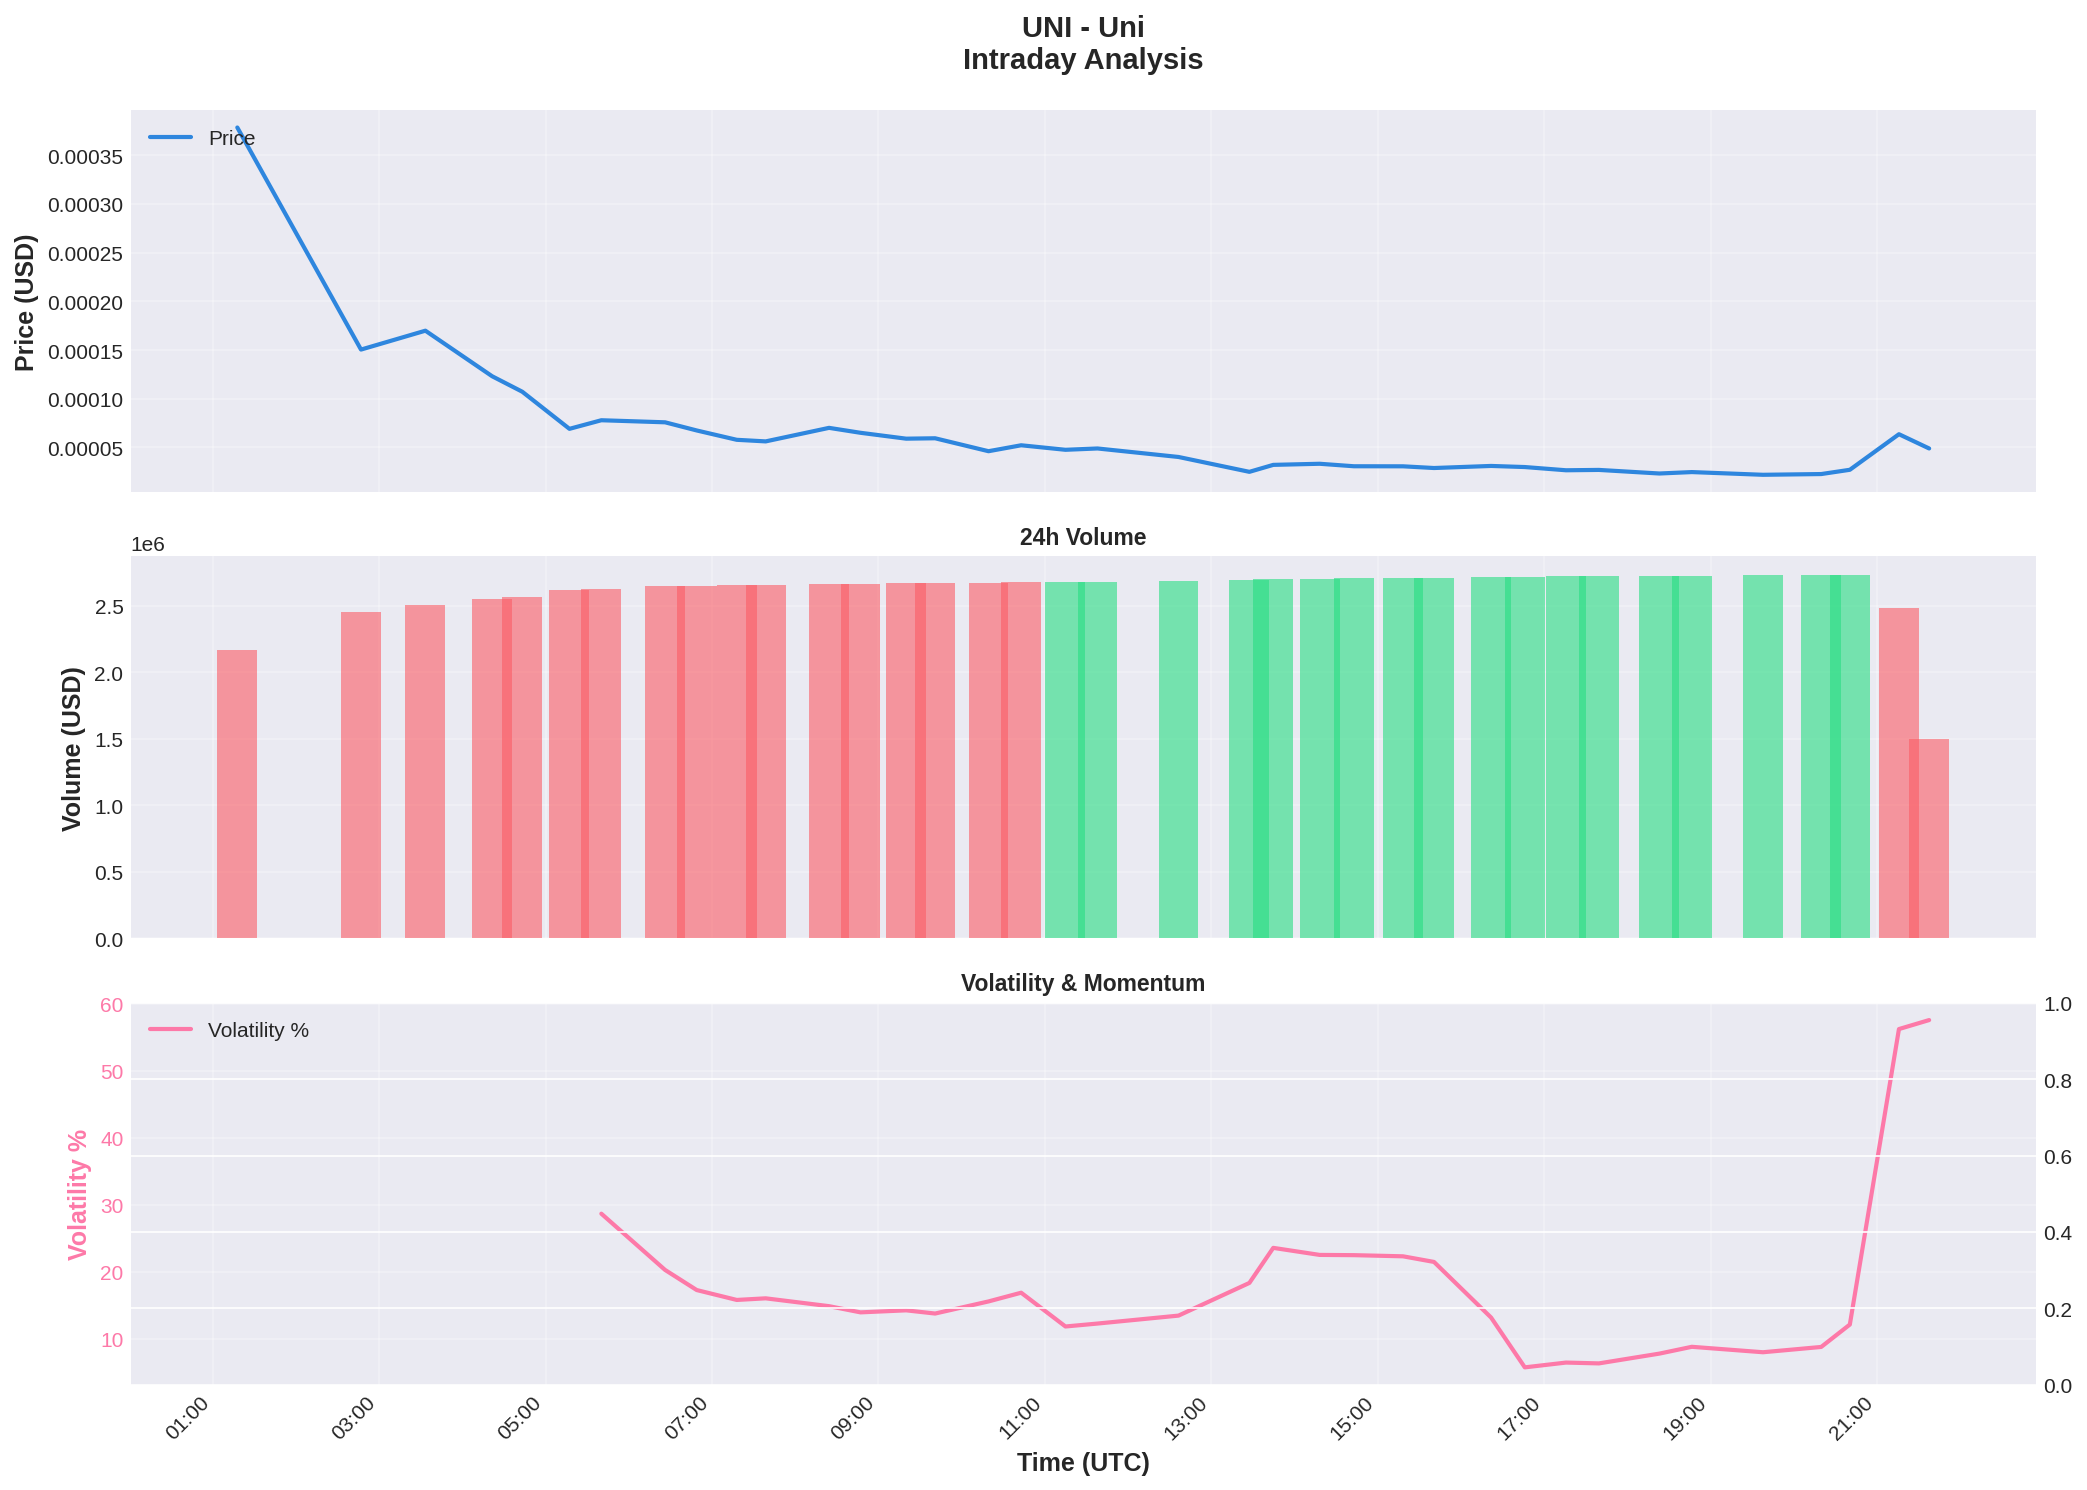 UNI - Uni
Intraday Analysis
Price
Price (USD)
0.00035
0.00030
0.00025
0.00020
0.00015
0.00010
0.00005
24h Volume
1e6
Volume (USD)
2.5
2.0
1.5
1.0
0.5
0.0
Volatility & Momentum
Volatility %
Volatility %
60
50
40
30
20
10
1.0
0.8
0.6
0.4
0.2
0.0
01:00 03:00 05:00 07:00 09:00 11:00 13:00 15:00 17:00 19:00 21:00
Time (UTC)